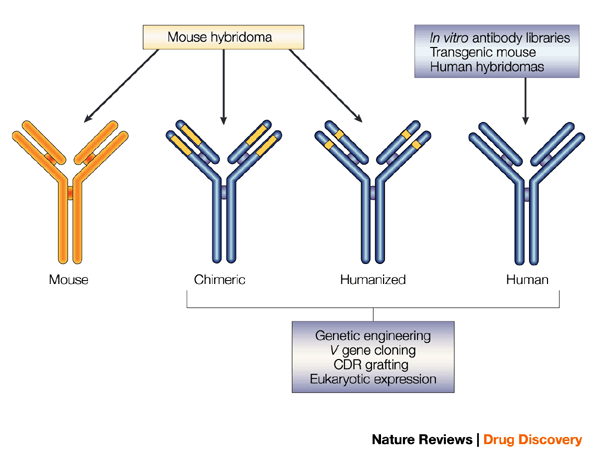 Mouse hybridoma
In vitro antibody libraries
Transgenic mouse
Human hybridomas
Mouse
Chimeric
Humanized
Human
Genetic engineering
V gene cloning
CDR grafting
Eukaryotic expression
Nature Reviews | Drug Discovery